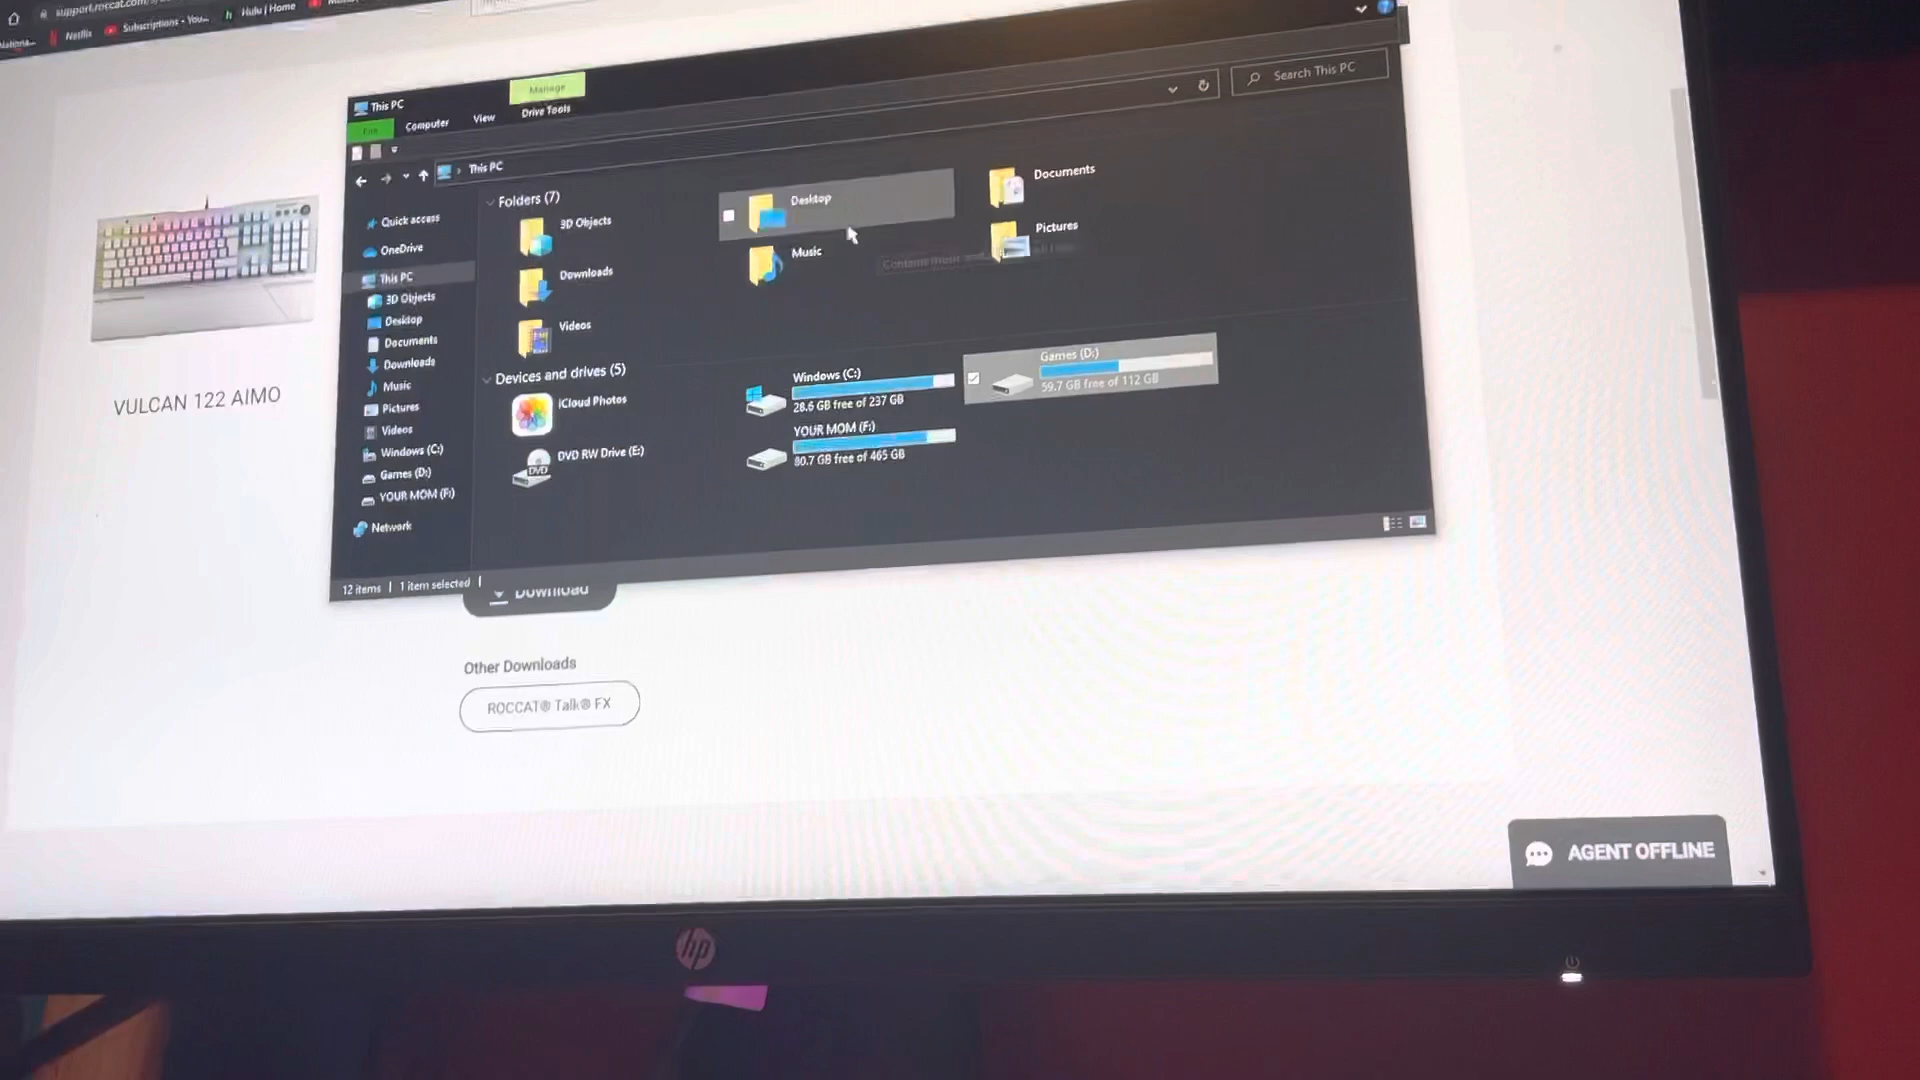 support.roccat.com/s/
Netflix
Subscriptions - You...
Hulu | Home
This PC
Manage
File
Computer
View
Drive Tools
This PC
Search This PC
Quick access
OneDrive
This PC
3D Objects
Desktop
Documents
Downloads
Music
Pictures
Videos
Windows (C:)
Games (D:)
YOUR MOM (F:)
Network
Folders (7)
3D Objects
Desktop
Documents
Downloads
Music
Pictures
Videos
Devices and drives (5)
iCloud Photos
Windows (C:)
28.6 GB free of 237 GB
Games (D:)
59.7 GB free of 112 GB
DVD RW Drive (E:)
DVD
YOUR MOM (F:)
80.7 GB free of 465 GB
12 items
1 item selected
VULCAN 122 AIMO
Download
Other Downloads
ROCCAT® Talk® FX
AGENT OFFLINE
hp